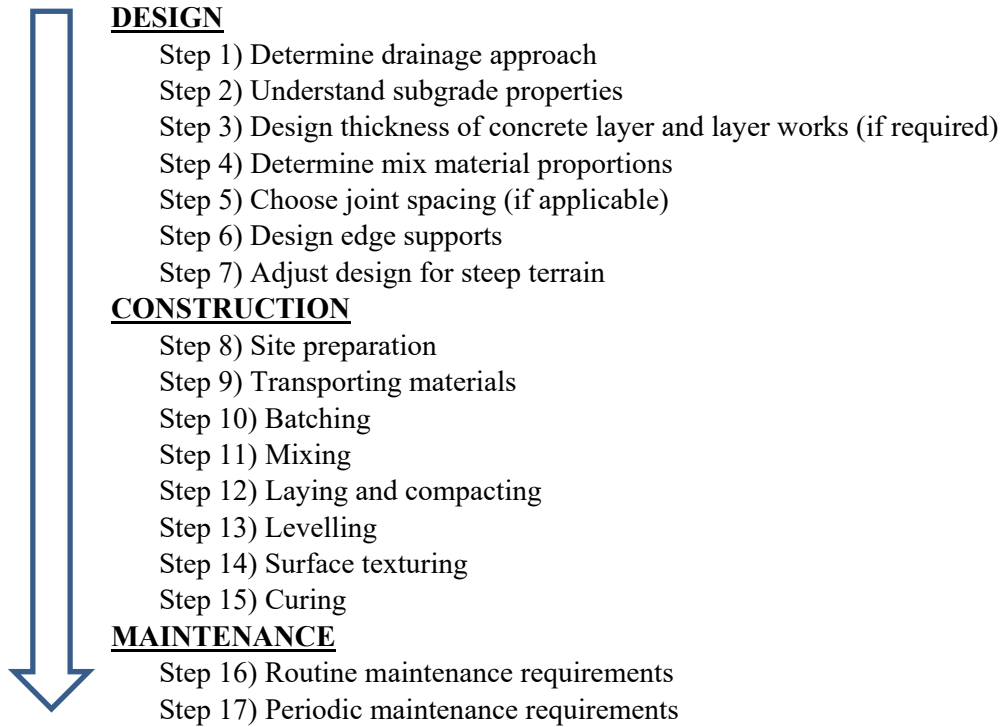 DESIGN
Step 1) Determine drainage approach
Step 2) Understand subgrade properties
Step 3) Design thickness of concrete layer and layer works (if required)
Step 4) Determine mix material proportions
Step 5) Choose joint spacing (if applicable)
Step 6) Design edge supports
Step 7) Adjust design for steep terrain
CONSTRUCTION
Step 8) Site preparation
Step 9) Transporting materials
Step 10) Batching
Step 11) Mixing
Step 12) Laying and compacting
Step 13) Levelling
Step 14) Surface texturing
Step 15) Curing
MAINTENANCE
Step 16) Routine maintenance requirements
Step 17) Periodic maintenance requirements